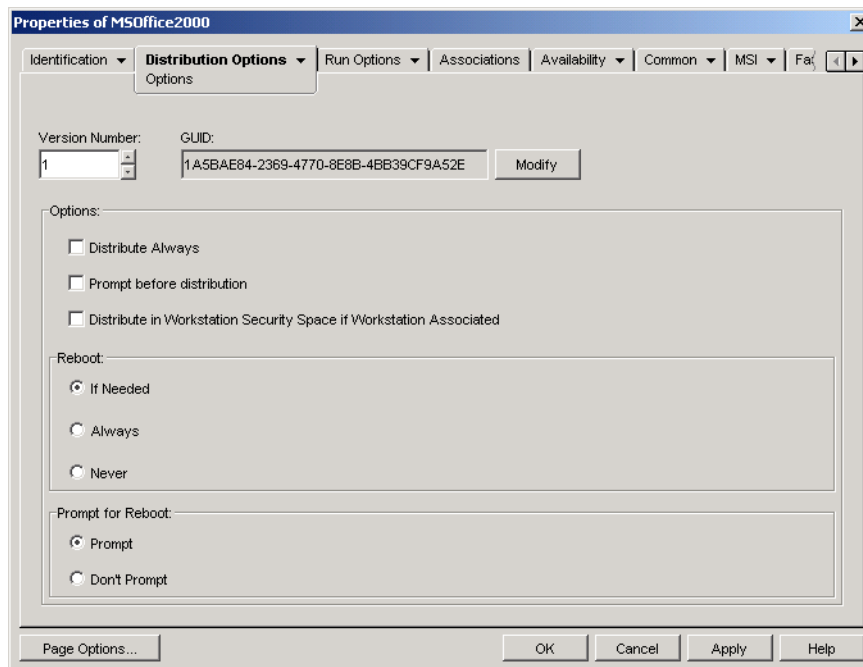 Properties of MSOffice2000
Identification Distribution Options Run Options Associations Availability Common MSI
Options
Version Number: GUID:
1 1A5BAE84-2369-4770-8E8B-4BB39CF9A52E Modify
Options:
Distribute Always
Prompt before distribution
Distribute in Workstation Security Space if Workstation Associated
Reboot:
If Needed
Always
Never
Prompt for Reboot:
Prompt
Don't Prompt
Page Options... OK Cancel Apply Help